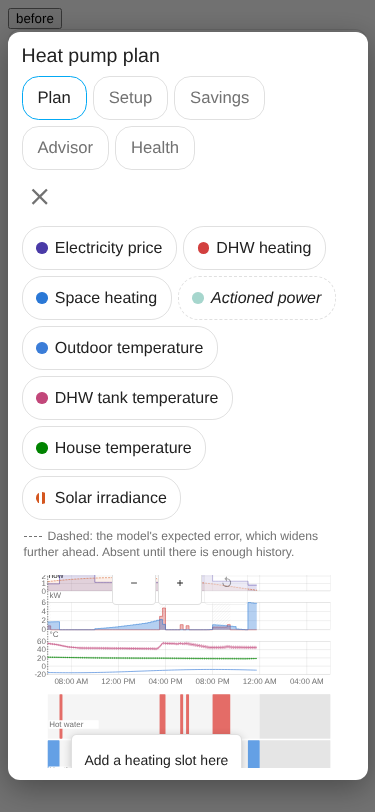 before
Heat pump plan
Plan
Setup
Savings
Advisor
Health
Electricity price
DHW heating
Space heating
Actioned power
Outdoor temperature
DHW tank temperature
House temperature
Solar irradiance
Dashed: the model's expected error, which widens
further ahead. Absent until there is enough history.
2
1
0
− +
kW
6
4
2
0
°C
60
40
20
0
-20
08:00 AM 12:00 PM 04:00 PM 08:00 PM 12:00 AM 04:00 AM
Hot water
Add a heating slot here